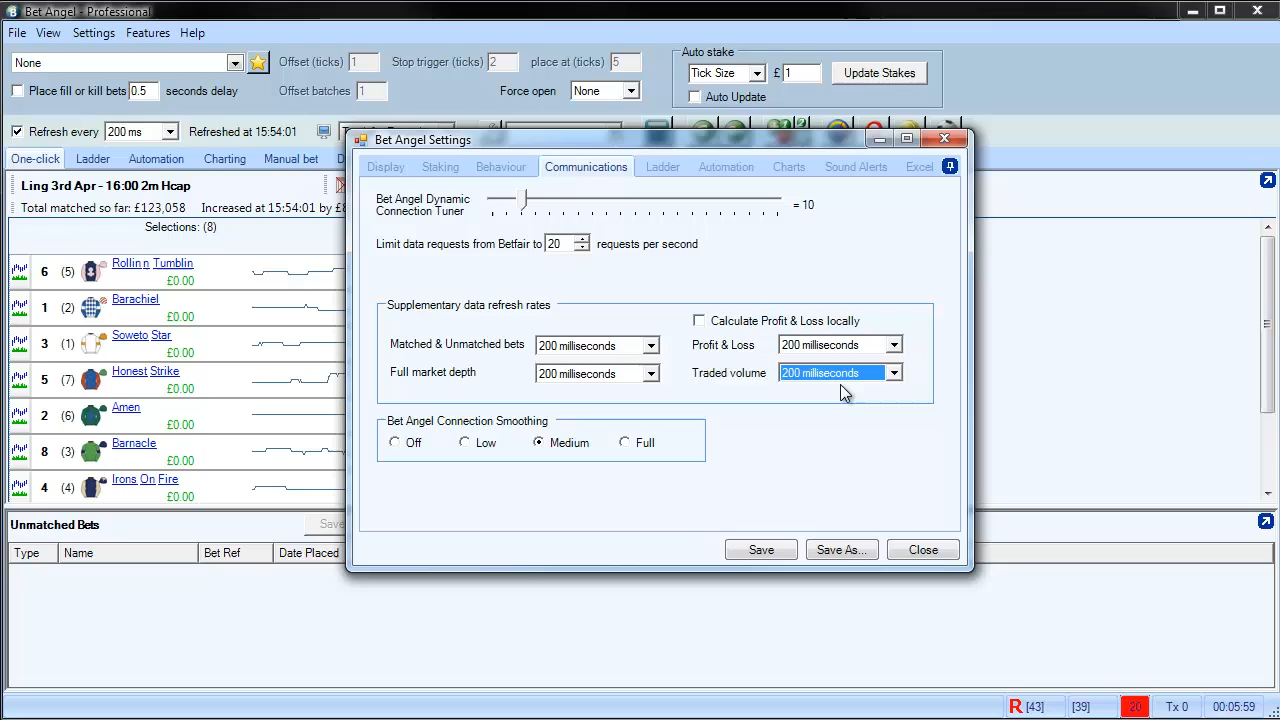 Bet Angel - Professional
File View Settings Features Help
None Offset (ticks) 1 Stop trigger (ticks) 2 place at (ticks) 5
Auto stake
Tick Size £ 1 Update Stakes
Place fill or kill bets 0.5 seconds delay Offset batches 1 Force open None
Auto Update
Refresh every 200 ms Refreshed at 15:54:01
One-click Ladder Automation Charting Manual bet
Ling 3rd Apr - 16:00 2m Hcap
Total matched so far: £123,058 Increased at 15:54:01 by
Selections: (8)
6 (5) Rollin n Tumblin
£0.00
1 (2) Barachiel
£0.00
3 (1) Soweto Star
£0.00
5 (7) Honest Strike
£0.00
2 (6) Amen
£0.00
8 (3) Barnacle
£0.00
4 (4) Irons On Fire
£0.00
Bet Angel Settings
Display Staking Behaviour Communications Ladder Automation Charts Sound Alerts Excel
Bet Angel Dynamic
Connection Tuner
= 10
Limit data requests from Betfair to 20 requests per second
Supplementary data refresh rates
Calculate Profit & Loss locally
Matched & Unmatched bets 200 milliseconds Profit & Loss 200 milliseconds
Full market depth 200 milliseconds Traded volume 200 milliseconds
Bet Angel Connection Smoothing
Off Low Medium Full
Save Save As... Close
Unmatched Bets Save
Type Name Bet Ref Date Placed
R [43] [39] 20 Tx 0 00:05:59